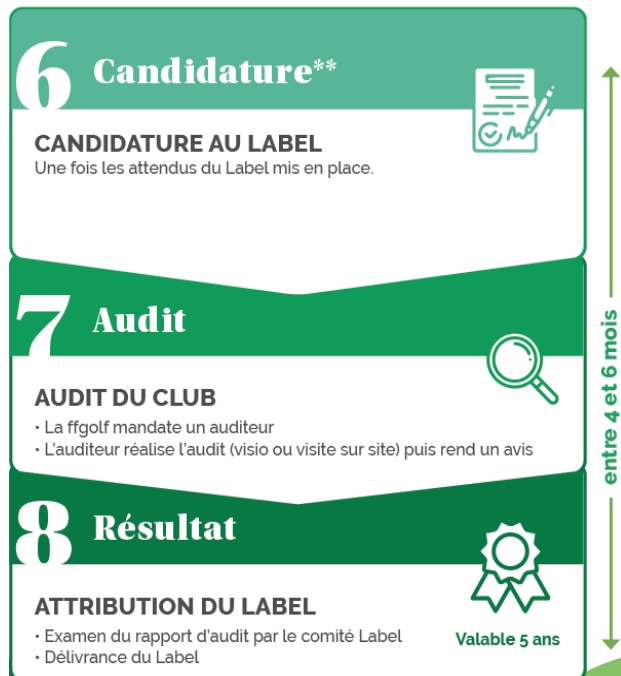 6 Candidature**
CANDIDATURE AU LABEL
Une fois les attendus du Label mis en place.
7 Audit
AUDIT DU CLUB
• La ffgolf mandate un auditeur
• L'auditeur réalise l'audit (visio ou visite sur site) puis rend un avis
8 Résultat
ATTRIBUTION DU LABEL
• Examen du rapport d'audit par le comité Label
• Délivrance du Label
Valable 5 ans
entre 4 et 6 mois